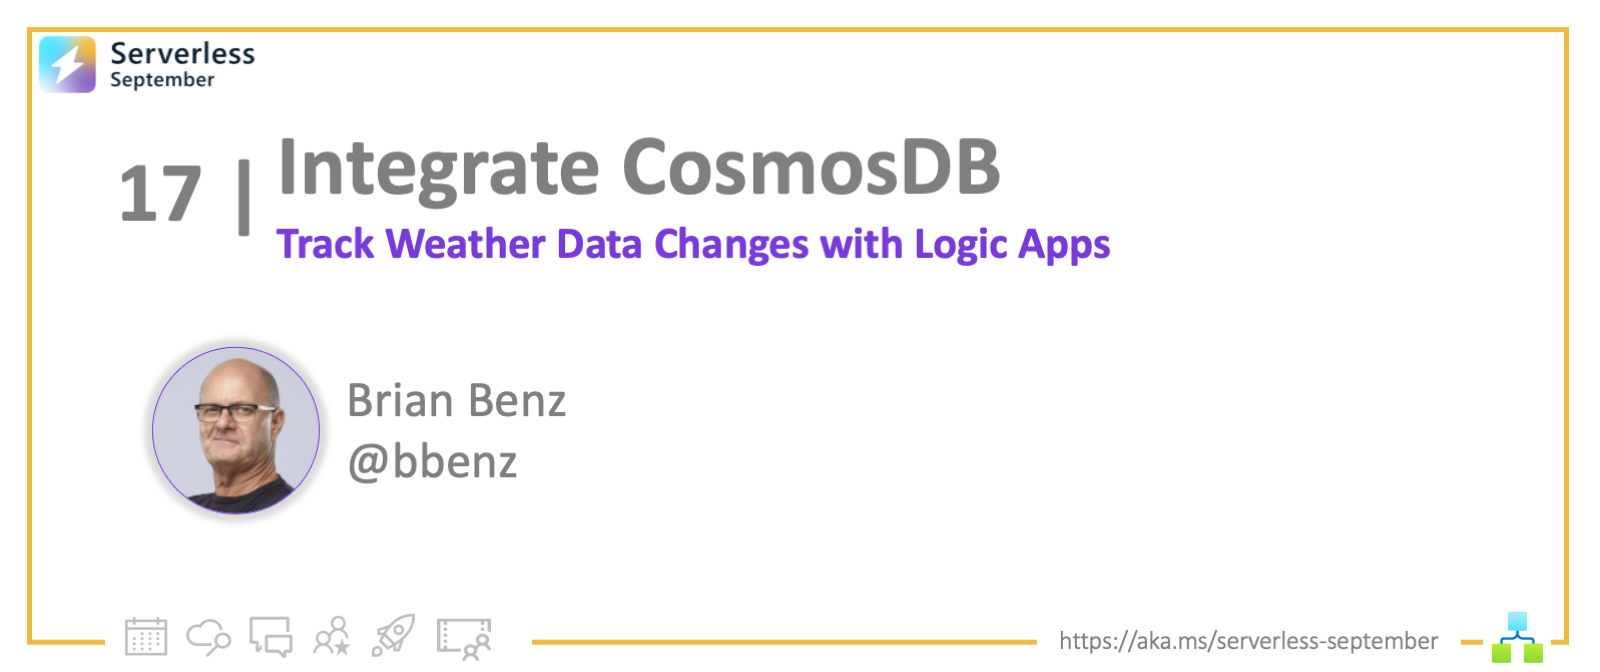 Serverless
September
17 | Integrate CosmosDB
Track Weather Data Changes with Logic Apps
Brian Benz
@bbenz
https://aka.ms/serverless-september